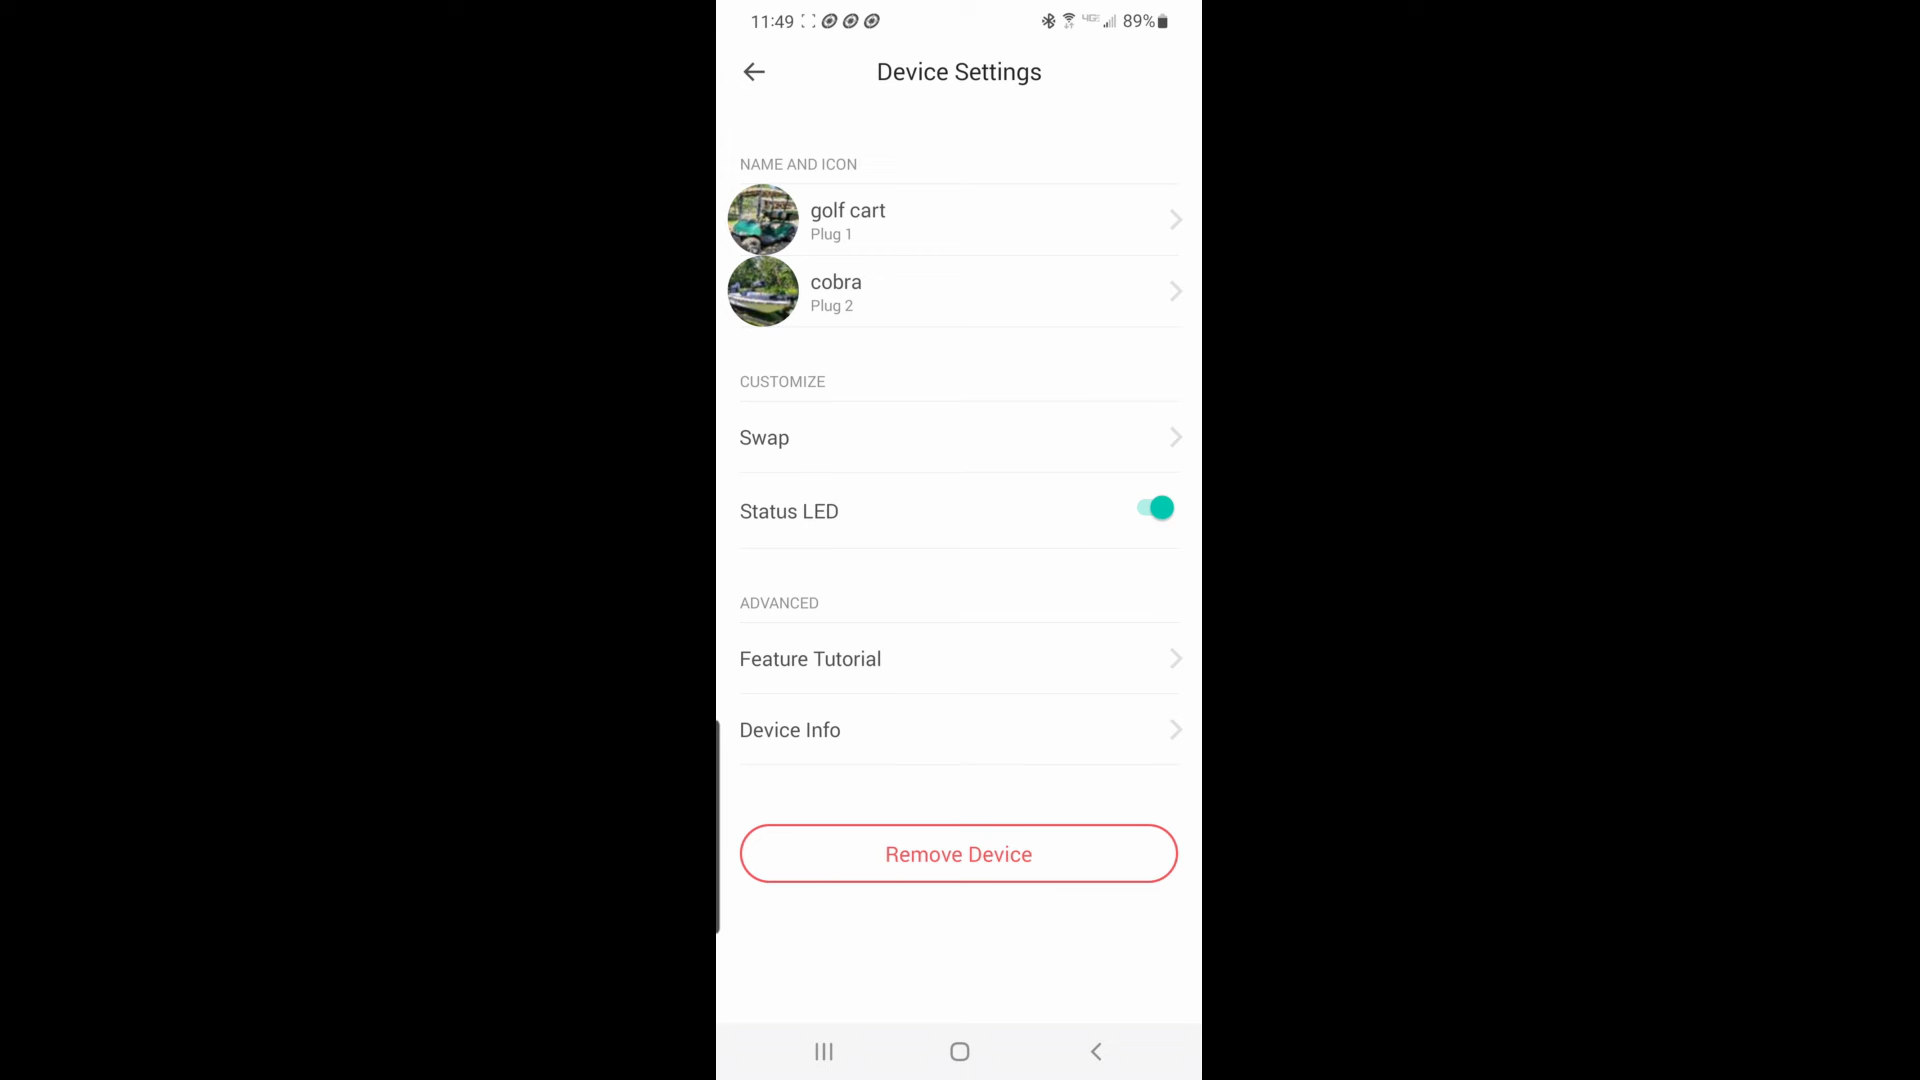 11:49 4GE 89%
Device Settings
NAME AND ICON
golf cart
Plug 1
cobra
Plug 2
CUSTOMIZE
Swap
Status LED
ADVANCED
Feature Tutorial
Device Info
Remove Device